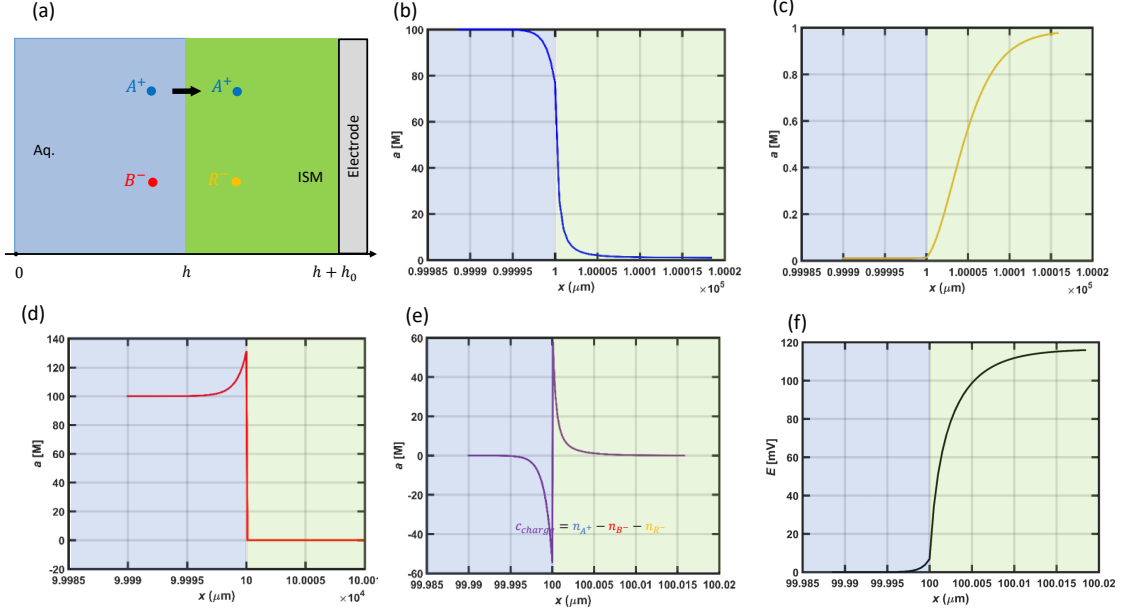 (a)
A⁺ A⁺
Aq.
B⁻ R⁻ ISM
Electrode
0 h h + h₀
(b)
100
80
60
40
20
0
a [M]
0.99985 0.9999 0.99995 1 1.00005 1.0001 1.00015 1.0002
x (μm) ×10⁵
(c)
1
0.8
0.6
0.4
0.2
0
a [M]
0.99985 0.9999 0.99995 1 1.00005 1.0001 1.00015 1.0002
x (μm) ×10⁵
(d)
140
120
100
80
60
40
20
0
-20
a [M]
9.9985 9.999 9.9995 10 10.0005 10.001
x (μm) ×10⁴
(e)
60
40
20
0
-20
-40
-60
a [M]
c_charge = n_A⁺ − n_B⁻ − n_B⁻
99.985 99.99 99.995 100 100.005 100.01 100.015 100.02
x (μm)
(f)
120
100
80
60
40
20
0
E [mV]
99.985 99.99 99.995 100 100.005 100.01 100.015 100.02
x (μm)